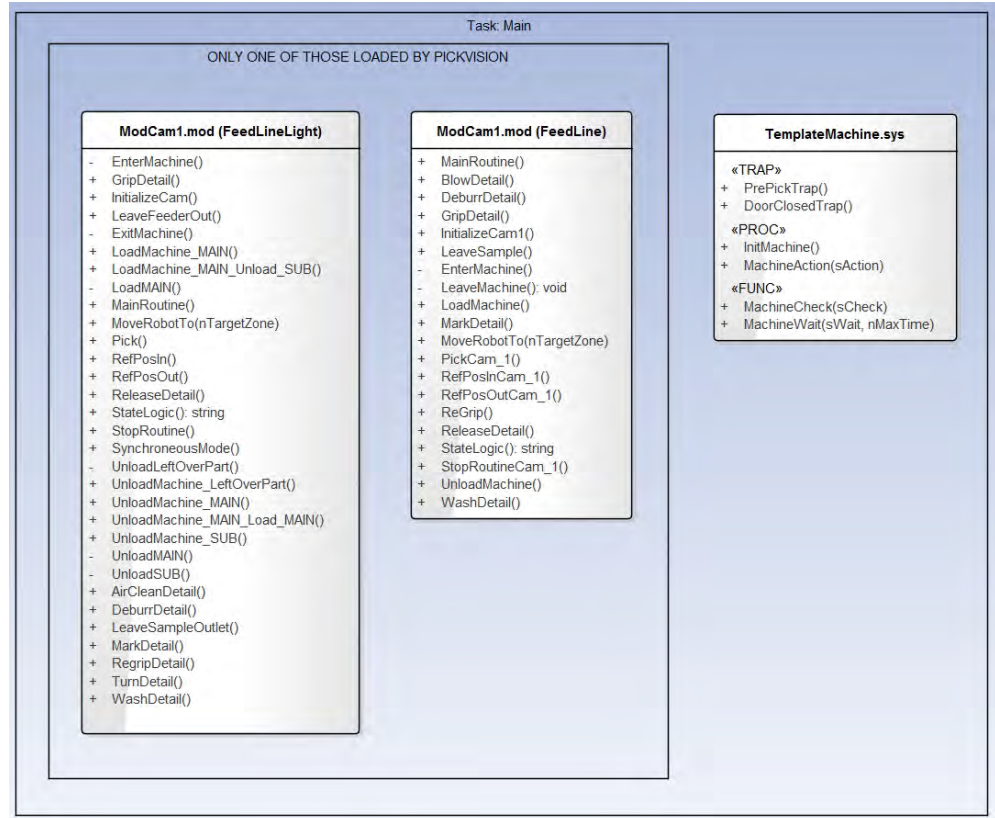 Task: Main
ONLY ONE OF THOSE LOADED BY PICKVISION
ModCam1.mod (FeedLineLight)
- EnterMachine()
+ GripDetail()
+ InitializeCam()
+ LeaveFeederOut()
- ExitMachine()
+ LoadMachine_MAIN()
+ LoadMachine_MAIN_Unload_SUB()
- LoadMAIN()
+ MainRoutine()
+ MoveRobotTo(nTargetZone)
+ Pick()
+ RefPosIn()
+ RefPosOut()
+ ReleaseDetail()
+ StateLogic(): string
+ StopRoutine()
+ SynchroneousMode()
- UnloadLeftOverPart()
+ UnloadMachine_LeftOverPart()
+ UnloadMachine_MAIN()
+ UnloadMachine_MAIN_Load_MAIN()
+ UnloadMachine_SUB()
- UnloadMAIN()
- UnloadSUB()
+ AirCleanDetail()
+ DeburrDetail()
+ LeaveSampleOutlet()
+ MarkDetail()
+ RegripDetail()
+ TurnDetail()
+ WashDetail()
ModCam1.mod (FeedLine)
+ MainRoutine()
+ BlowDetail()
+ DeburrDetail()
+ GripDetail()
+ InitializeCam1()
+ LeaveSample()
- EnterMachine()
- LeaveMachine(): void
+ LoadMachine()
+ MarkDetail()
+ MoveRobotTo(nTargetZone)
+ PickCam_1()
+ RefPosInCam_1()
+ RefPosOutCam_1()
+ ReGrip()
+ ReleaseDetail()
+ StateLogic(): string
+ StopRoutineCam_1()
+ UnloadMachine()
+ WashDetail()
TemplateMachine.sys
«TRAP»
+ PrePickTrap()
+ DoorClosedTrap()
«PROC»
+ InitMachine()
+ MachineAction(sAction)
«FUNC»
+ MachineCheck(sCheck)
+ MachineWait(sWait, nMaxTime)